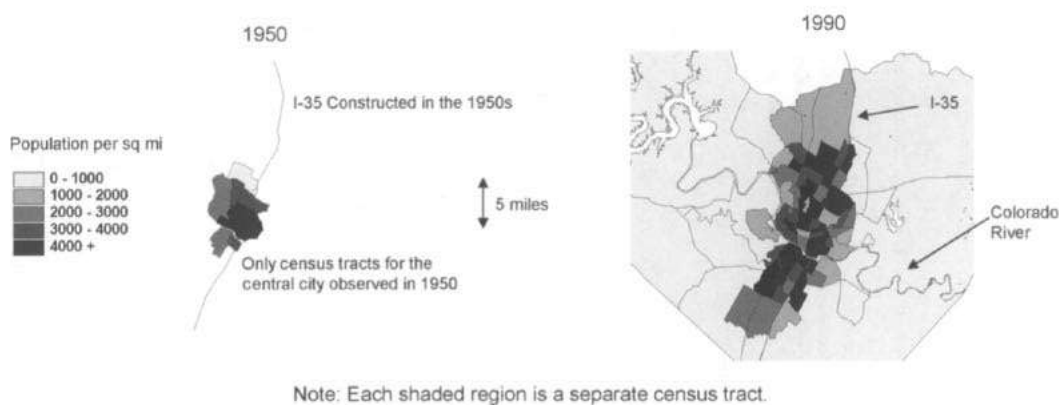 1950
1990
I-35 Constructed in the 1950s
I-35
Population per sq mi
0 - 1000
1000 - 2000
2000 - 3000
3000 - 4000
4000 +
5 miles
Colorado
River
Only census tracts for the
central city observed in 1950
Note: Each shaded region is a separate census tract.